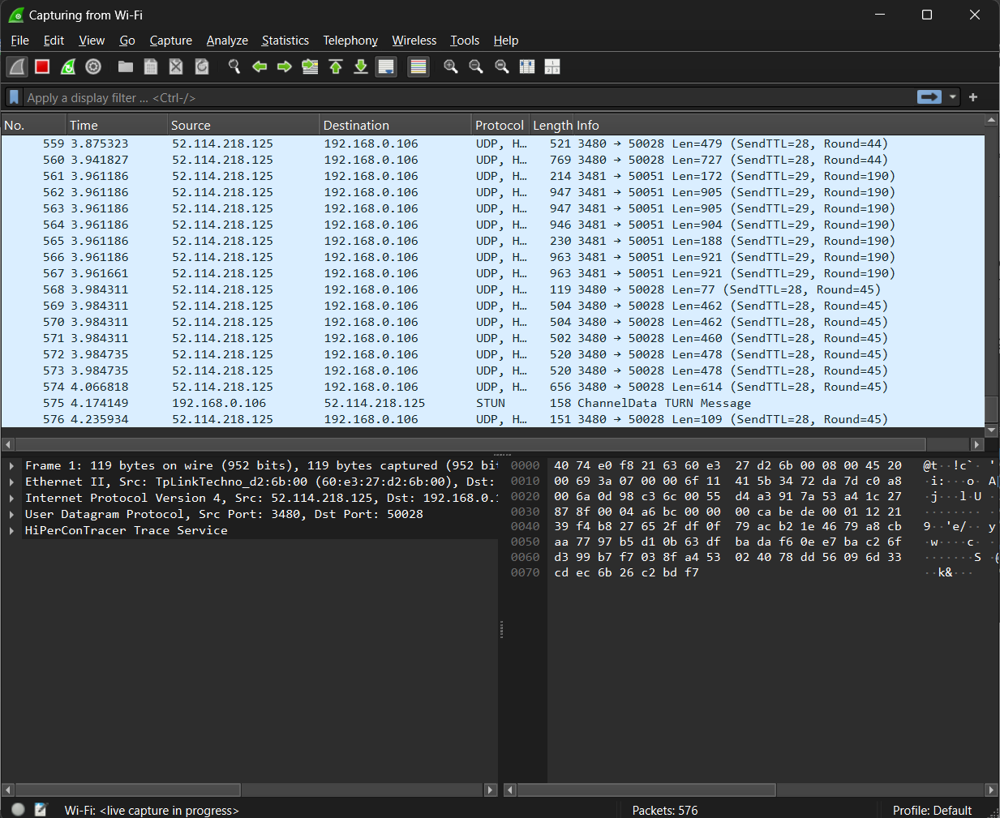 Capturing from Wi-Fi
File Edit View Go Capture Analyze Statistics Telephony Wireless Tools Help
Apply a display filter ... <Ctrl-/>
No. Time Source Destination Protocol Length Info
559 3.875323 52.114.218.125 192.168.0.106 UDP, H… 521 3480 → 50028 Len=479 (SendTTL=28, Round=44)
560 3.941827 52.114.218.125 192.168.0.106 UDP, H… 769 3480 → 50028 Len=727 (SendTTL=28, Round=44)
561 3.961186 52.114.218.125 192.168.0.106 UDP, H… 214 3481 → 50051 Len=172 (SendTTL=29, Round=190)
562 3.961186 52.114.218.125 192.168.0.106 UDP, H… 947 3481 → 50051 Len=905 (SendTTL=29, Round=190)
563 3.961186 52.114.218.125 192.168.0.106 UDP, H… 947 3481 → 50051 Len=905 (SendTTL=29, Round=190)
564 3.961186 52.114.218.125 192.168.0.106 UDP, H… 946 3481 → 50051 Len=904 (SendTTL=29, Round=190)
565 3.961186 52.114.218.125 192.168.0.106 UDP, H… 230 3481 → 50051 Len=188 (SendTTL=29, Round=190)
566 3.961186 52.114.218.125 192.168.0.106 UDP, H… 963 3481 → 50051 Len=921 (SendTTL=29, Round=190)
567 3.961661 52.114.218.125 192.168.0.106 UDP, H… 963 3481 → 50051 Len=921 (SendTTL=29, Round=190)
568 3.984311 52.114.218.125 192.168.0.106 UDP, H… 119 3480 → 50028 Len=77 (SendTTL=28, Round=45)
569 3.984311 52.114.218.125 192.168.0.106 UDP, H… 504 3480 → 50028 Len=462 (SendTTL=28, Round=45)
570 3.984311 52.114.218.125 192.168.0.106 UDP, H… 504 3480 → 50028 Len=462 (SendTTL=28, Round=45)
571 3.984311 52.114.218.125 192.168.0.106 UDP, H… 502 3480 → 50028 Len=460 (SendTTL=28, Round=45)
572 3.984735 52.114.218.125 192.168.0.106 UDP, H… 520 3480 → 50028 Len=478 (SendTTL=28, Round=45)
573 3.984735 52.114.218.125 192.168.0.106 UDP, H… 520 3480 → 50028 Len=478 (SendTTL=28, Round=45)
574 4.066818 52.114.218.125 192.168.0.106 UDP, H… 656 3480 → 50028 Len=614 (SendTTL=28, Round=45)
575 4.174149 192.168.0.106 52.114.218.125 STUN 158 ChannelData TURN Message
576 4.235934 52.114.218.125 192.168.0.106 UDP, H… 151 3480 → 50028 Len=109 (SendTTL=28, Round=45)
Frame 1: 119 bytes on wire (952 bits), 119 bytes captured (952 bi
Ethernet II, Src: TpLinkTechno_d2:6b:00 (60:e3:27:d2:6b:00), Dst:
Internet Protocol Version 4, Src: 52.114.218.125, Dst: 192.168.0.1
User Datagram Protocol, Src Port: 3480, Dst Port: 50028
HiPerConTracer Trace Service
0000 40 74 e0 f8 21 63 60 e3 27 d2 6b 00 08 00 45 20 @t··!c`· '
0010 00 69 3a 07 00 00 6f 11 41 5b 34 72 da 7d c0 a8 ·i:···o· A[
0020 00 6a 0d 98 c3 6c 00 55 d4 a3 91 7a 53 a4 1c 27 ·j···l·U
0030 87 8f 00 04 a6 bc 00 00 00 ca be de 00 01 12 21 ········
0040 39 f4 b8 27 65 2f df 0f 79 ac b2 1e 46 79 a8 cb 9··'e/·· y
0050 aa 77 97 b5 d1 0b 63 df ba da f6 0e e7 ba c2 6f ·w····c·
0060 d3 99 b7 f7 03 8f a4 53 02 40 78 dd 56 09 6d 33 ·······S ·@
0070 cd ec 6b 26 c2 bd f7 ··k&···
Wi-Fi: <live capture in progress> Packets: 576 Profile: Default